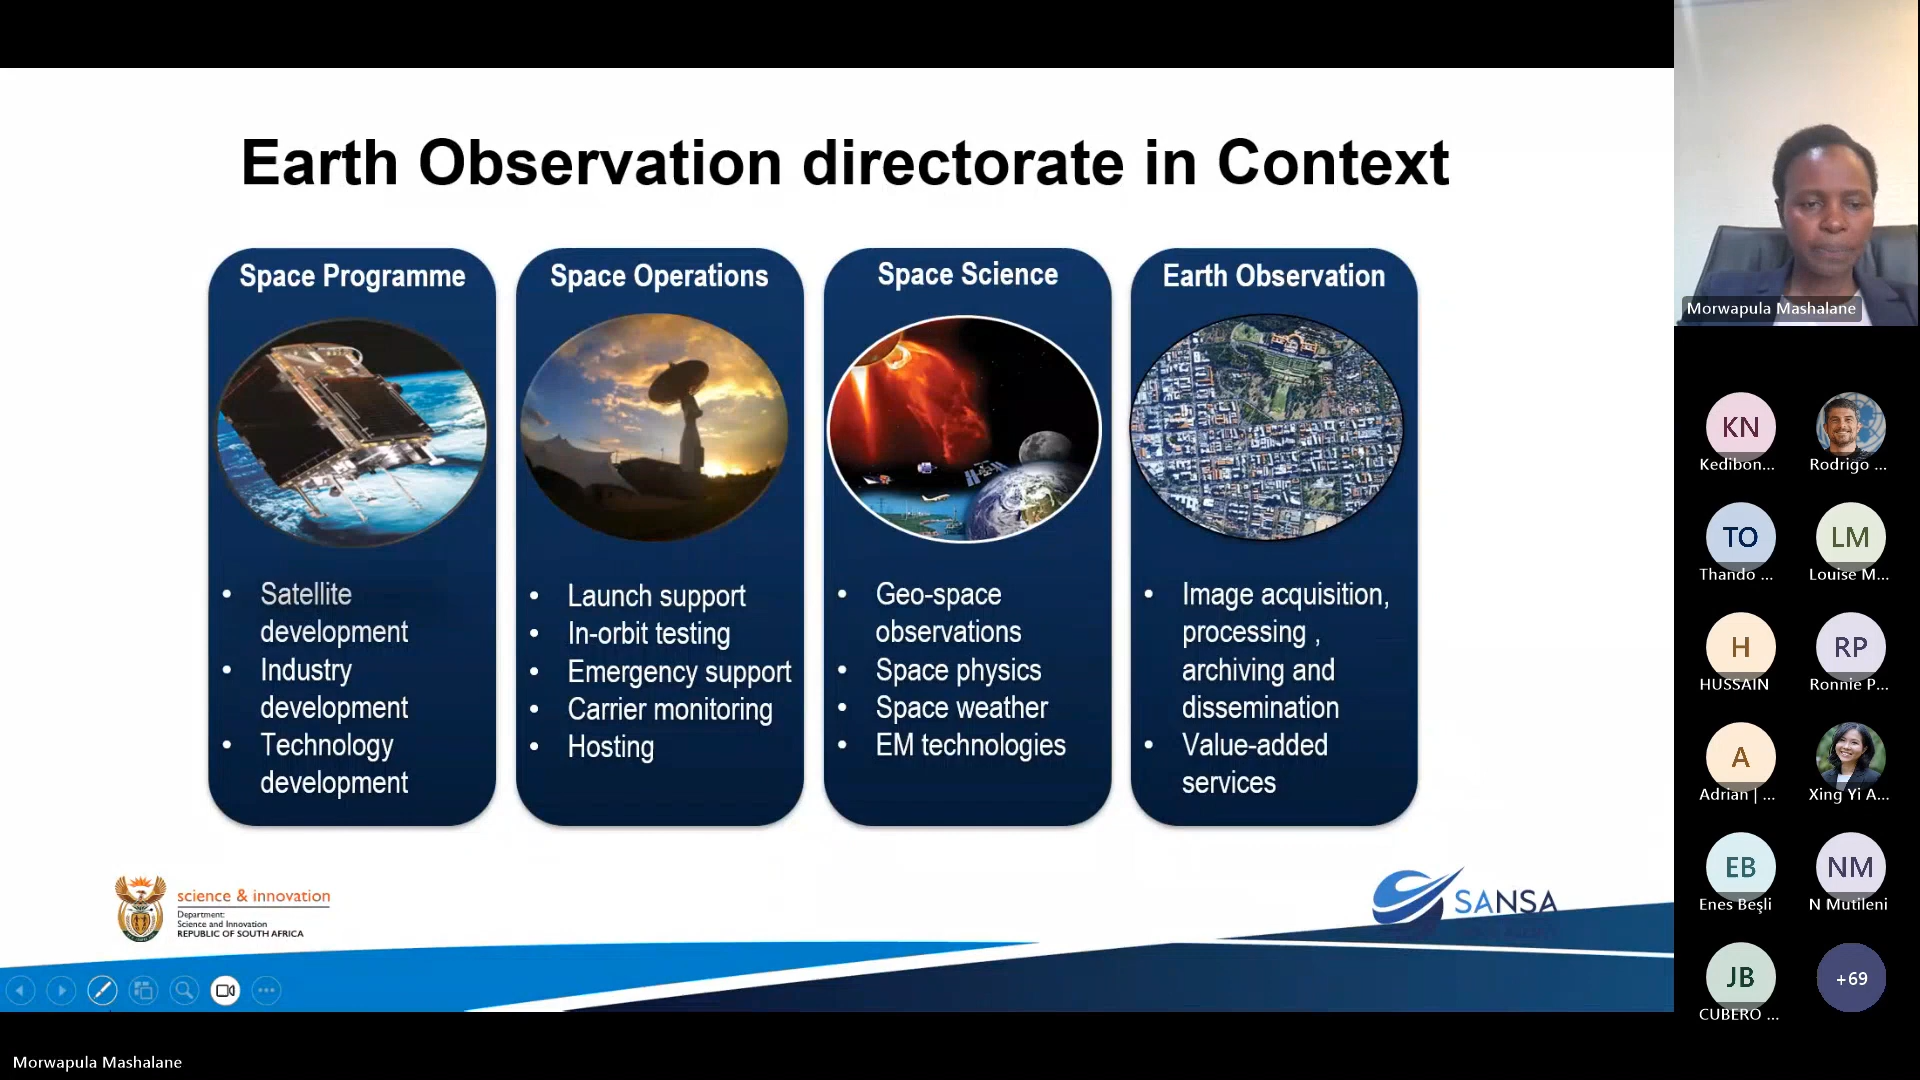 Earth Observation directorate in Context
Space Programme
• Satellite
development
• Industry
development
• Technology
development
Space Operations
• Launch support
• In-orbit testing
• Emergency support
• Carrier monitoring
• Hosting
Space Science
• Geo-space
observations
• Space physics
• Space weather
• EM technologies
Earth Observation
• Image acquisition,
processing ,
archiving and
dissemination
• Value-added
services
science & innovation
Department:
Science and Innovation
REPUBLIC OF SOUTH AFRICA
SANSA
Morwapula Mashalane
KN
Kedibon...
Rodrigo ...
TO
Thando ...
LM
Louise M...
H
HUSSAIN
RP
Ronnie P...
A
Adrian | ...
Xing Yi A...
EB
Enes Beşli
NM
N Mutileni
JB
CUBERO ...
+69
Morwapula Mashalane